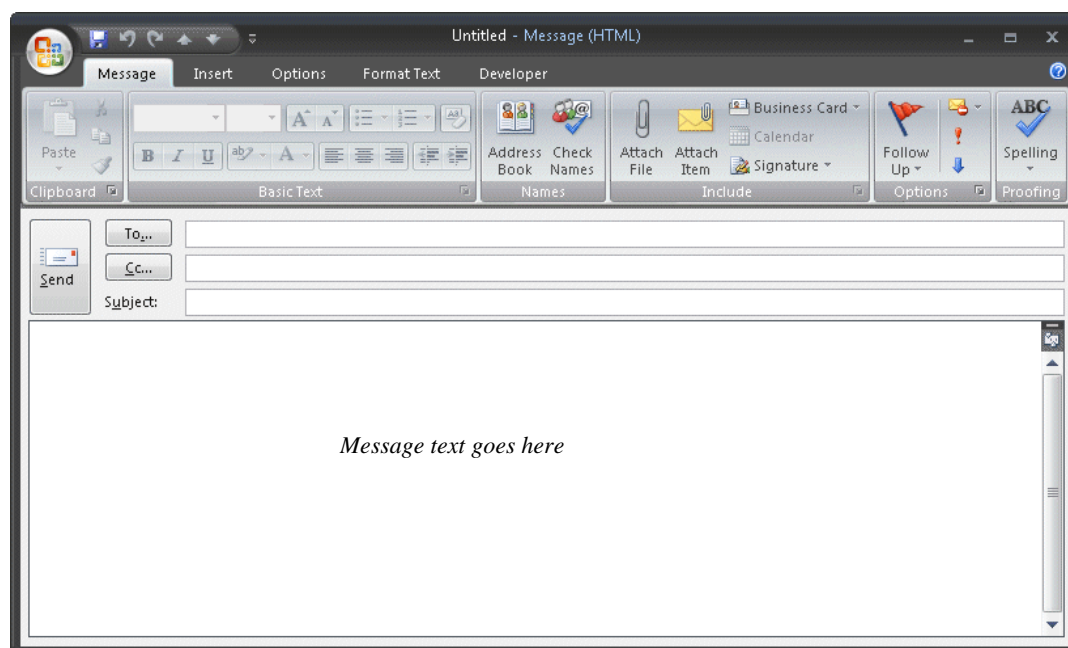 Untitled - Message (HTML)
Message Insert Options Format Text Developer
Paste
Clipboard
B I U ab A
A A
Basic Text
Address Book
Check Names
Names
Attach File
Attach Item
Business Card
Calendar
Signature
Include
Follow Up
Options
ABC
Spelling
Proofing
Send
To...
Cc...
Subject:
Message text goes here